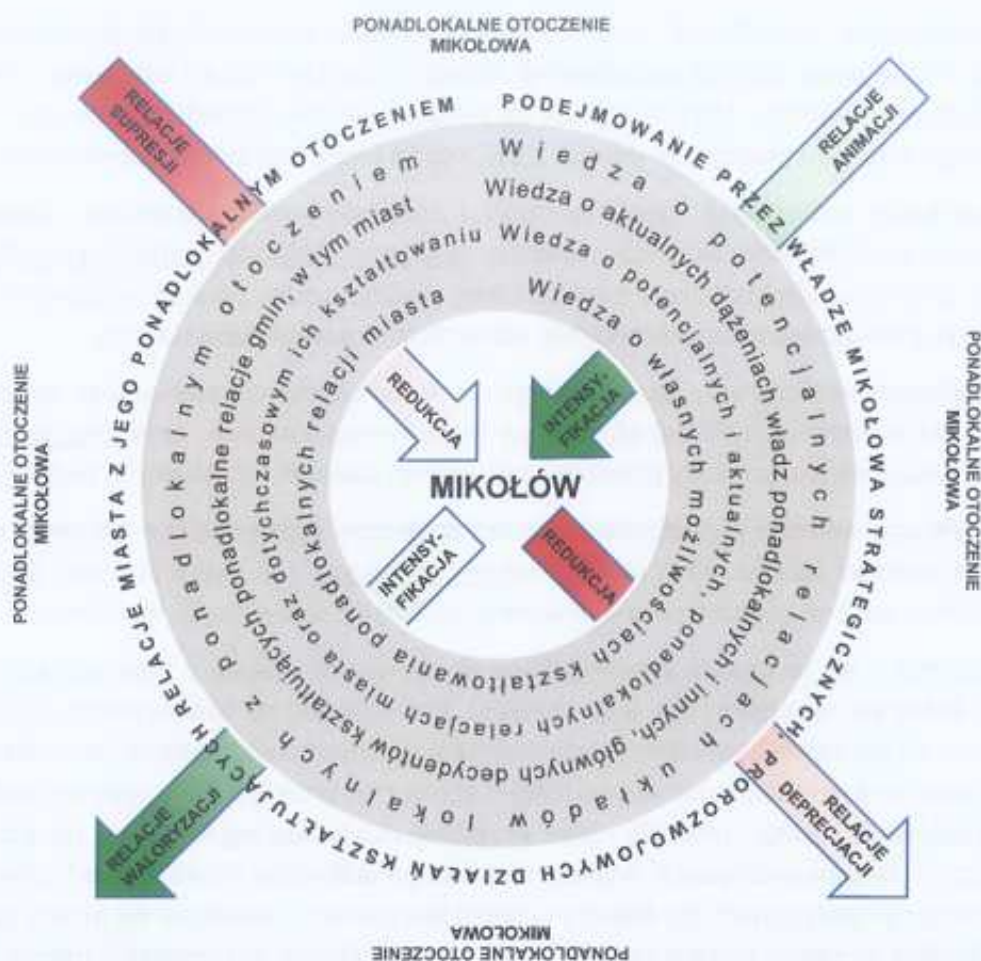 PONADLOKALNE OTOCZENIE
MIKOŁOWA
RELACJE
SUPRESJI
RELACJE
ANIMACJI
PODEJMOWANIE PRZEZ WŁADZE MIKOŁOWA STRATEGICZNYCH, PROROZWOJOWYCH DZIAŁAŃ KSZTAŁTUJĄCYCH RELACJE MIASTA Z JEGO PONADLOKALNYM OTOCZENIEM
Wiedza o potencjalnych relacjach układów lokalnych z ponadlokalnym otoczeniem
Wiedza o aktualnych dążeniach władz ponadlokalnych i innych, głównych decydentów kształtujących ponadlokalne relacje gmin, w tym miast
Wiedza o potencjalnych i aktualnych, ponadlokalnych relacjach miasta oraz dotychczasowym ich kształtowaniu
Wiedza o własnych możliwościach kształtowania ponadlokalnych relacji miasta
REDUKCJA
INTENSY-
FIKACJA
MIKOŁÓW
INTENSY-
FIKACJA
REDUKCJA
PONADLOKALNE OTOCZENIE
MIKOŁOWA
PONADLOKALNE OTOCZENIE
MIKOŁOWA
RELACJE
WALORYZACJI
RELACJE
DEPRECJACJI
PONADLOKALNE OTOCZENIE
MIKOŁOWA